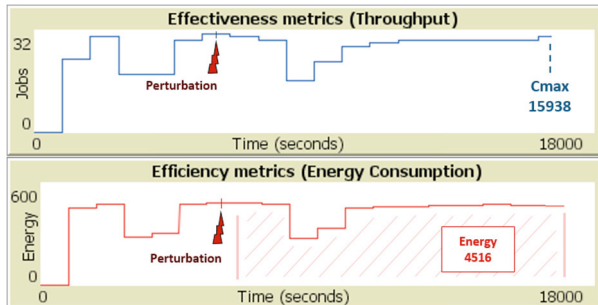 Effectiveness metrics (Throughput)
32
Jobs
Perturbation
Cmax
15938
0
0
Time (seconds)
18000
Efficiency metrics (Energy Consumption)
600
Energy
Perturbation
Energy
4516
0
0
Time (seconds)
18000